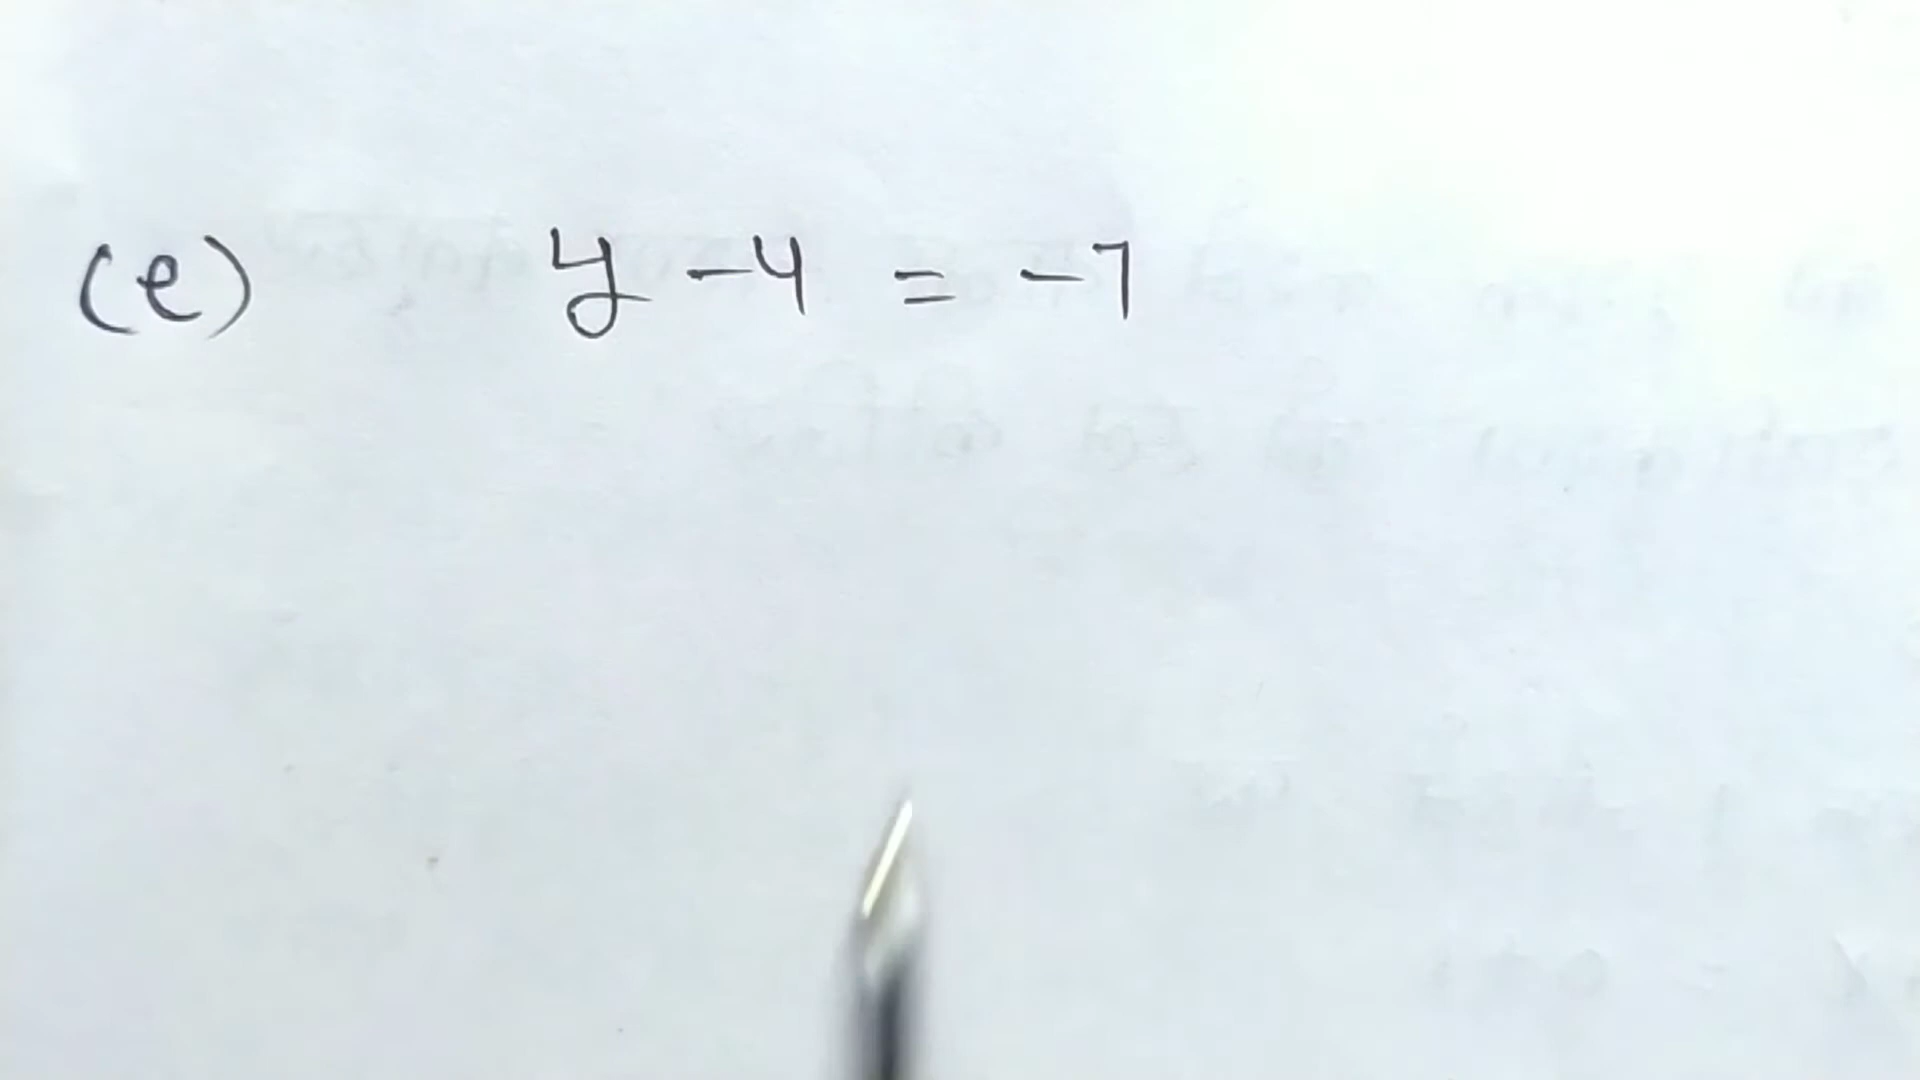 (e) y - 4 = -7